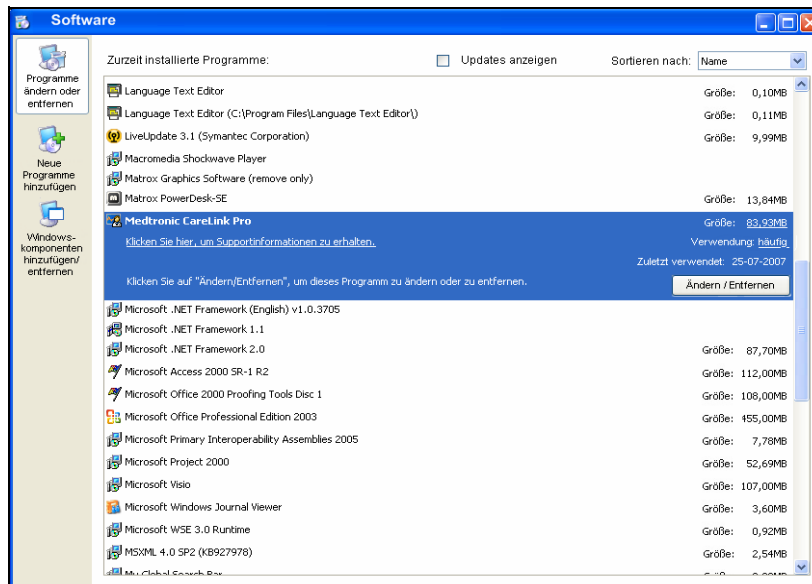 Software
Programme
ändern oder
entfernen
Neue
Programme
hinzufügen
Windows-
komponenten
hinzufügen/
entfernen
Zurzeit installierte Programme: Updates anzeigen Sortieren nach: Name
Language Text Editor Größe: 0,10MB
Language Text Editor (C:\Program Files\Language Text Editor\) Größe: 0,11MB
LiveUpdate 3.1 (Symantec Corporation) Größe: 9,99MB
Macromedia Shockwave Player
Matrox Graphics Software (remove only)
Matrox PowerDesk-SE Größe: 13,84MB
Medtronic CareLink Pro Größe: 83,93MB
Klicken Sie hier, um Supportinformationen zu erhalten. Verwendung: häufig
Zuletzt verwendet: 25-07-2007
Klicken Sie auf "Ändern/Entfernen", um dieses Programm zu ändern oder zu entfernen. Ändern / Entfernen
Microsoft .NET Framework (English) v1.0.3705
Microsoft .NET Framework 1.1
Microsoft .NET Framework 2.0 Größe: 87,70MB
Microsoft Access 2000 SR-1 R2 Größe: 112,00MB
Microsoft Office 2000 Proofing Tools Disc 1 Größe: 108,00MB
Microsoft Office Professional Edition 2003 Größe: 455,00MB
Microsoft Primary Interoperability Assemblies 2005 Größe: 7,78MB
Microsoft Project 2000 Größe: 52,69MB
Microsoft Visio Größe: 107,00MB
Microsoft Windows Journal Viewer Größe: 3,60MB
Microsoft WSE 3.0 Runtime Größe: 0,92MB
MSXML 4.0 SP2 (KB927978) Größe: 2,54MB
My Global Search Bar